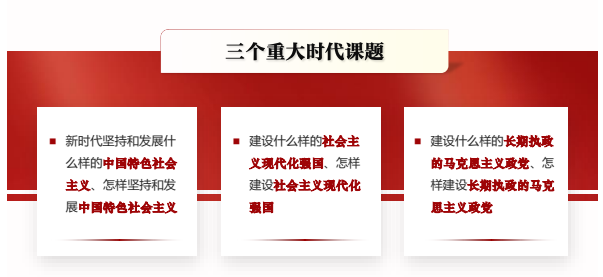 三个重大时代课题
新时代坚持和发展什
么样的中国特色社会
主义、怎样坚持和发
展中国特色社会主义
建设什么样的社会主
义现代化强国、怎样
建设社会主义现代化
强国
建设什么样的长期执政
的马克思主义政党、怎
样建设长期执政的马克
思主义政党